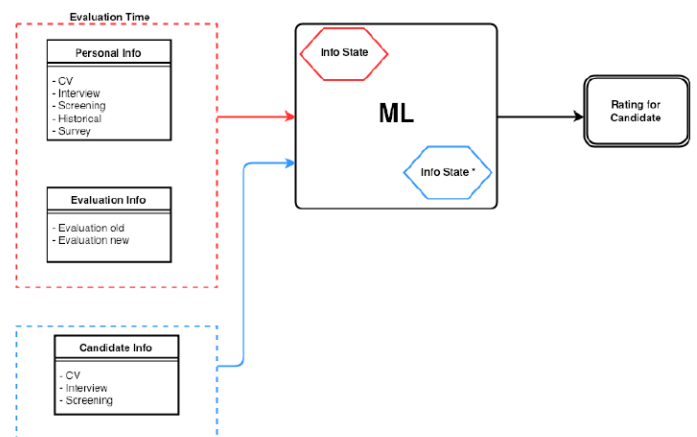 Evaluation Time
Personal Info
- CV
- Interview
- Screening
- Historical
- Survey
Evaluation Info
- Evaluation old
- Evaluation new
Candidate Info
- CV
- Interview
- Screening
Info State
ML
Info State *
Rating for
Candidate